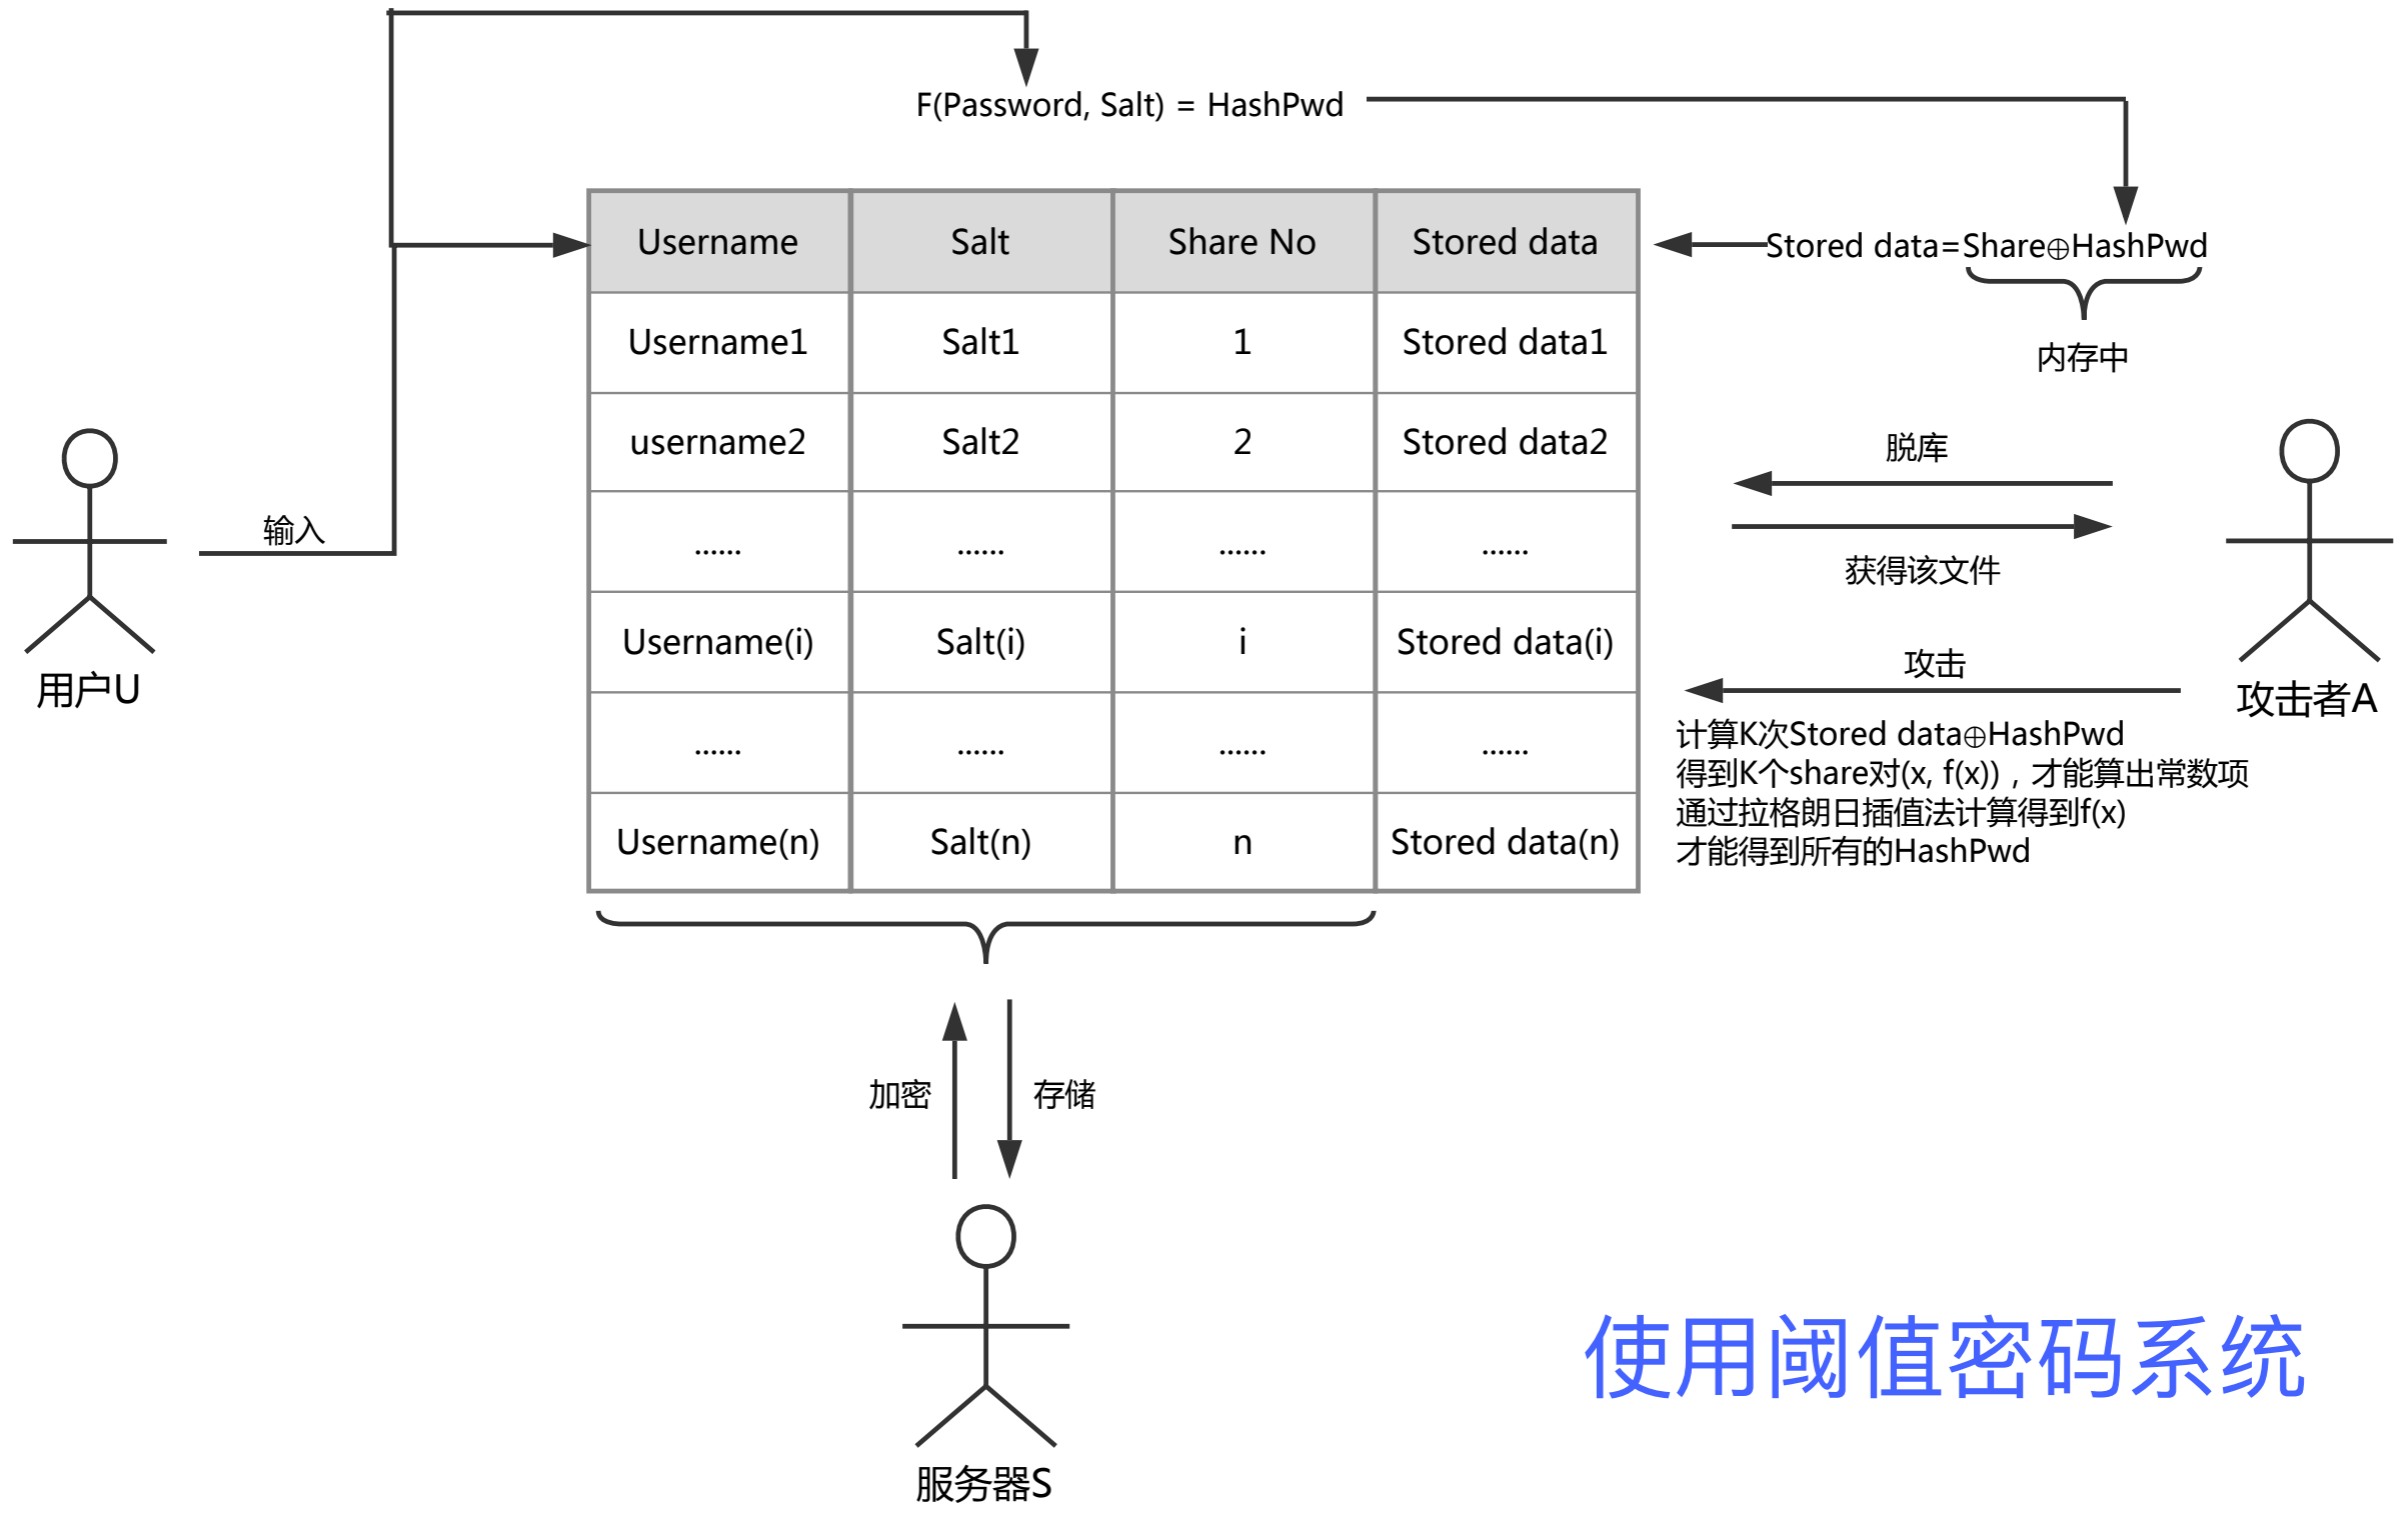 F(Password, Salt) = HashPwd
Username Salt Share No Stored data
Stored data=Share⊕HashPwd
Username1 Salt1 1 Stored data1
内存中
username2 Salt2 2 Stored data2
脱库
输入
...... ...... ...... ......
获得该文件
Username(i) Salt(i) i Stored data(i)
攻击
用户U
攻击者A
...... ...... ...... ......
计算K次Stored data⊕HashPwd
得到K个share对(x, f(x))，才能算出常数项
通过拉格朗日插值法计算得到f(x)
才能得到所有的HashPwd
Username(n) Salt(n) n Stored data(n)
加密 存储
使用阈值密码系统
服务器S